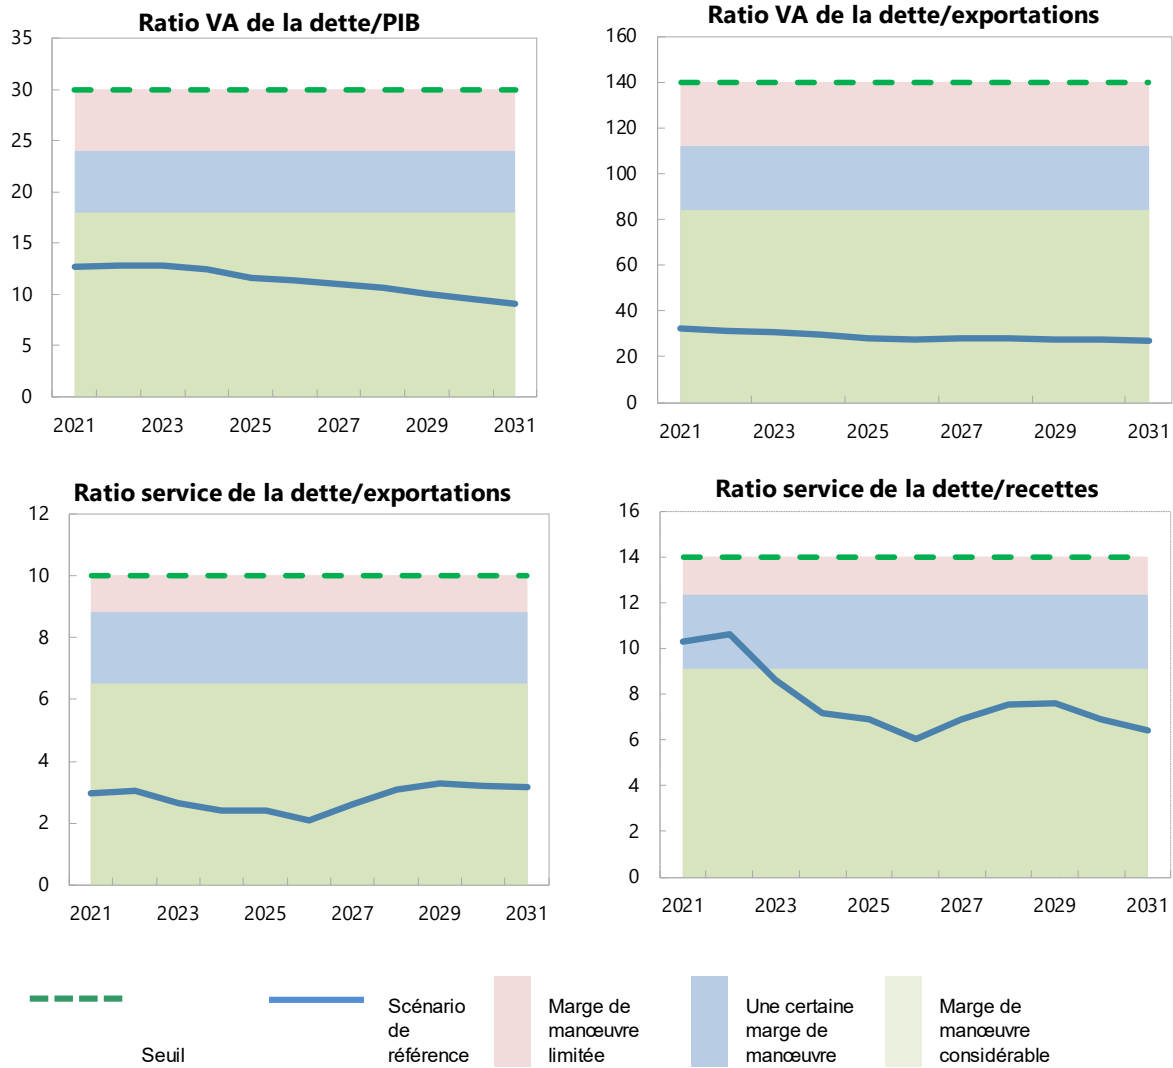 Ratio VA de la dette/PIB
35
30
25
20
15
10
5
0
2021 2023 2025 2027 2029 2031
Ratio VA de la dette/exportations
160
140
120
100
80
60
40
20
0
2021 2023 2025 2027 2029 2031
Ratio service de la dette/exportations
12
10
8
6
4
2
0
2021 2023 2025 2027 2029 2031
Ratio service de la dette/recettes
16
14
12
10
8
6
4
2
0
2021 2023 2025 2027 2029 2031
Seuil
Scénario
de
référence
Marge de
manœuvre
limitée
Une certaine
marge de
manœuvre
Marge de
manœuvre
considérable